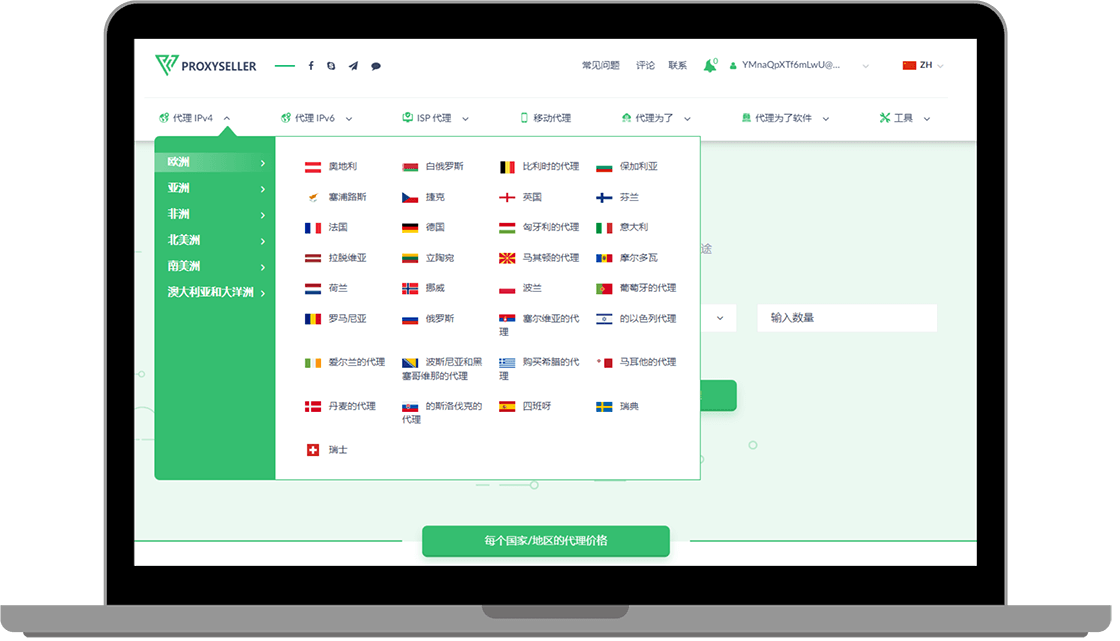 PROXYSELLER
常见问题 评论 联系 0 YMnaQpXTf6mLwU@... ZH
代理 IPv4 代理 IPv6 ISP 代理 移动代理 代理为了 代理为了软件 工具
欧洲
亚洲
非洲
北美洲
南美洲
澳大利亚和大洋洲
奥地利 白俄罗斯 比利时的代理 保加利亚
塞浦路斯 捷克 英国 芬兰
法国 德国 匈牙利的代理 意大利
拉脱维亚 立陶宛 马其顿的代理 摩尔多瓦
荷兰 挪威 波兰 葡萄牙的代理
罗马尼亚 俄罗斯 塞尔维亚的代
理
的以色列代理
爱尔兰的代理 波斯尼亚和黑
塞哥维那的代理
购买希腊的代
理
马耳他的代理
丹麦的代理 的斯洛伐克的
代理
西班呀 瑞典
瑞士
途
输入数量
每个国家/地区的代理价格